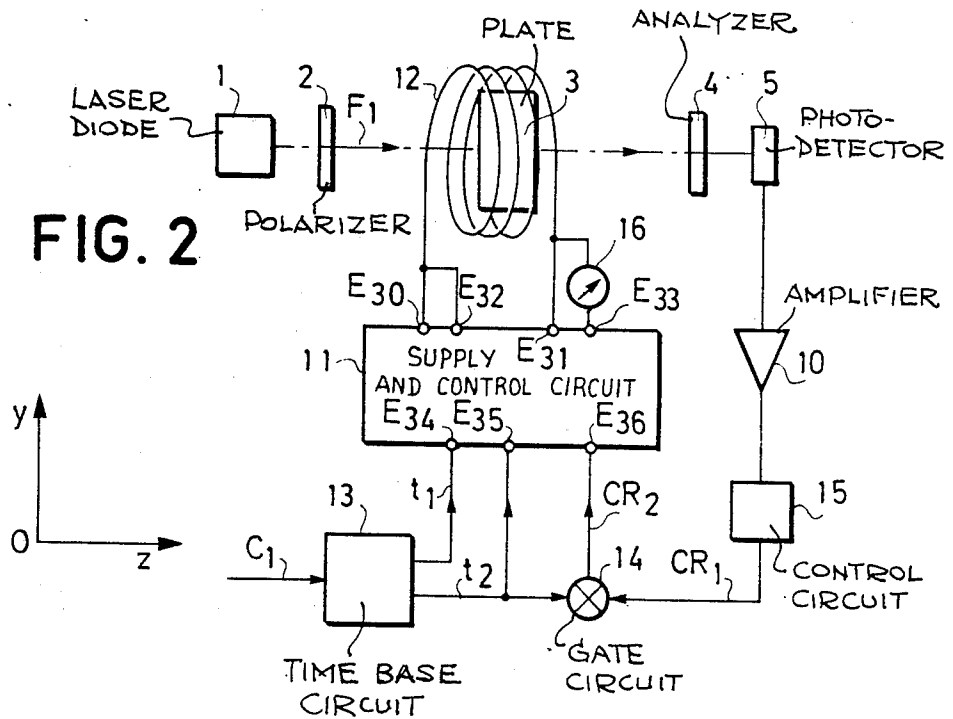 ANALYZER
PLATE
12
3
4
5
1
2
LASER
DIODE
F1
PHOTO-
DETECTOR
POLARIZER
FIG. 2
16
E30
E32
E33
AMPLIFIER
E31
11
SUPPLY
AND CONTROL CIRCUIT
10
E34
E35
E36
y
t1
CR2
15
13
O
z
C1
14
CR1
t2
CONTROL
CIRCUIT
GATE
CIRCUIT
TIME BASE
CIRCUIT